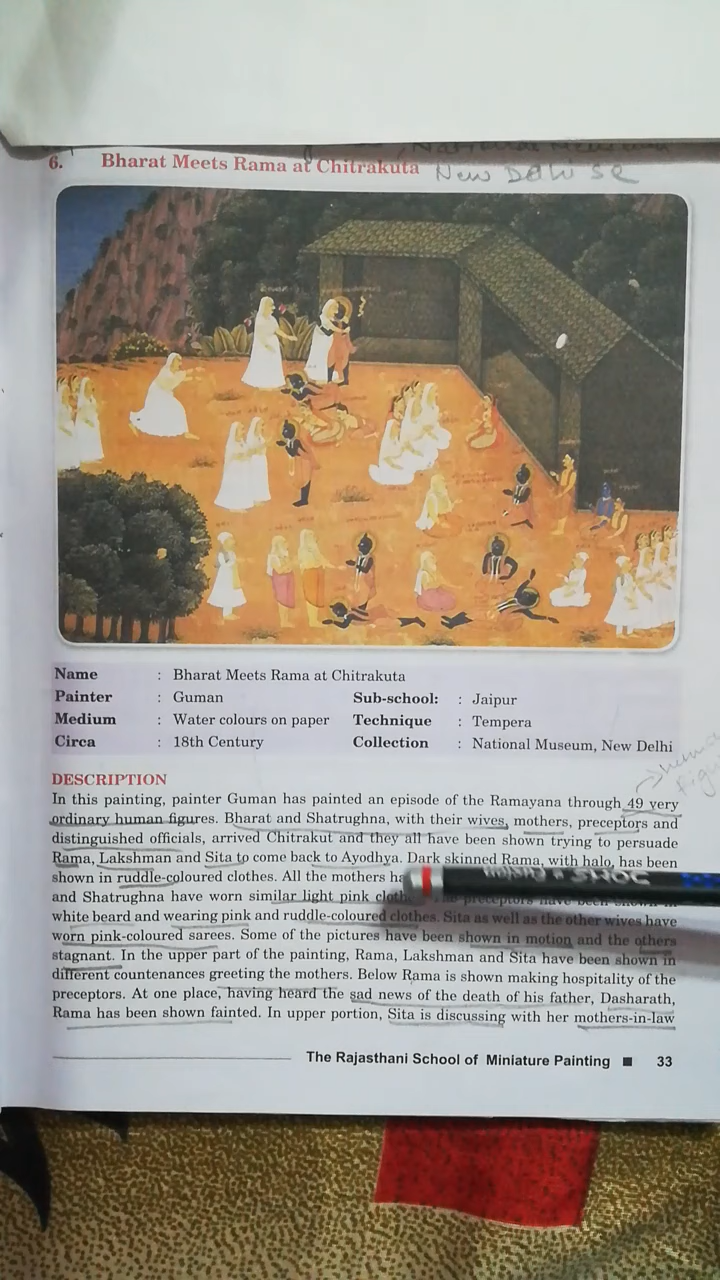 6. Bharat Meets Rama at Chitrakuta New Delhi se
Name : Bharat Meets Rama at Chitrakuta
Painter : Guman Sub-school: : Jaipur
Medium : Water colours on paper Technique : Tempera
Circa : 18th Century Collection : National Museum, New Delhi
DESCRIPTION
In this painting, painter Guman has painted an episode of the Ramayana through 49 very
ordinary human figures. Bharat and Shatrughna, with their wives, mothers, preceptors and
distinguished officials, arrived Chitrakut and they all have been shown trying to persuade
Rama, Lakshman and Sita to come back to Ayodhya. Dark skinned Rama, with halo, has been
shown in ruddle-coloured clothes. All the mothers ha
and Shatrughna have worn similar light pink clothe preceptors have been shown in
white beard and wearing pink and ruddle-coloured clothes. Sita as well as the other wives have
worn pink-coloured sarees. Some of the pictures have been shown in motion and the others
stagnant. In the upper part of the painting, Rama, Lakshman and Sita have been shown in
different countenances greeting the mothers. Below Rama is shown making hospitality of the
preceptors. At one place, having heard the sad news of the death of his father, Dasharath,
Rama has been shown fainted. In upper portion, Sita is discussing with her mothers-in-law
The Rajasthani School of Miniature Painting ■ 33